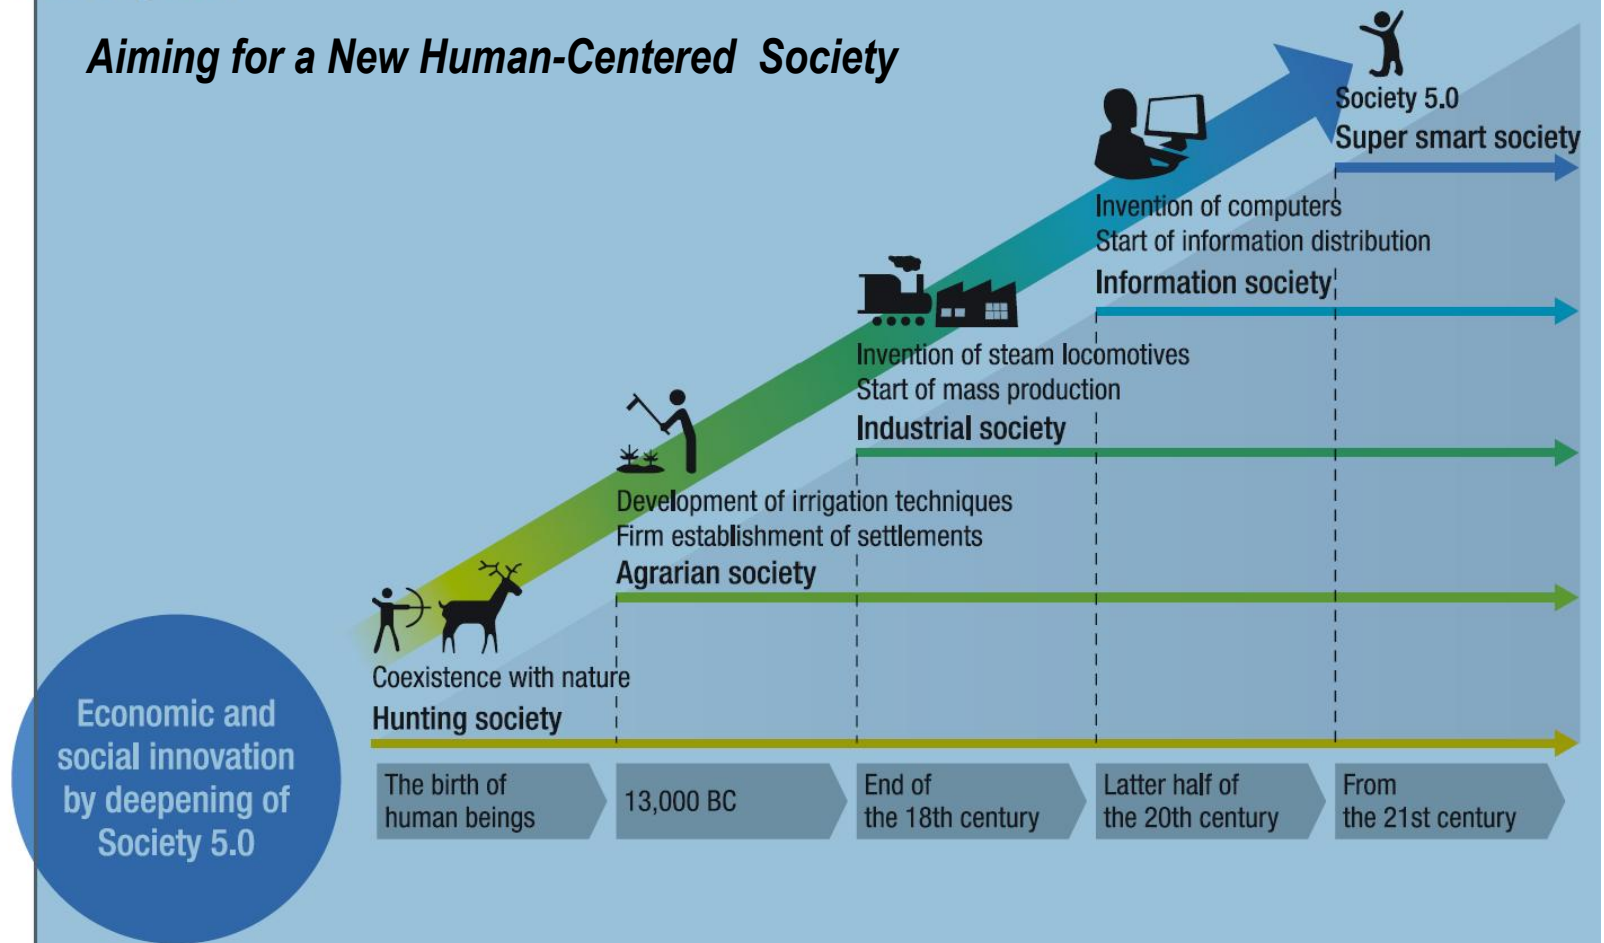 Aiming for a New Human-Centered Society
Society 5.0
Super smart society
Invention of computers
Start of information distribution
Information society
Invention of steam locomotives
Start of mass production
Industrial society
Development of irrigation techniques
Firm establishment of settlements
Agrarian society
Coexistence with nature
Hunting society
Economic and
social innovation
by deepening of
Society 5.0
The birth of
human beings
13,000 BC
End of
the 18th century
Latter half of
the 20th century
From
the 21st century